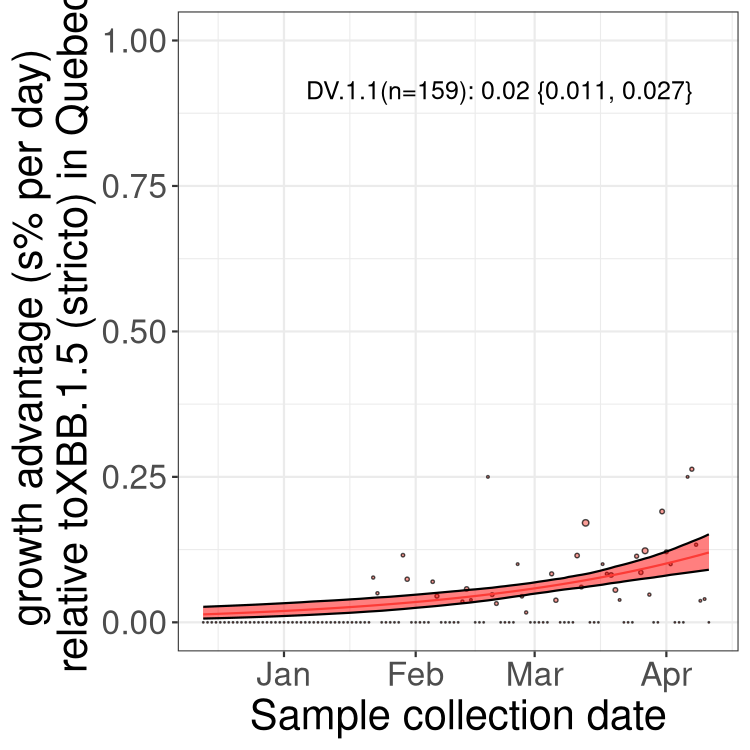 growth advantage (s% per day)
relative toXBB.1.5 (stricto) in Quebec
1.00
0.75
0.50
0.25
0.00
DV.1.1(n=159): 0.02 {0.011, 0.027}
Jan Feb Mar Apr
Sample collection date